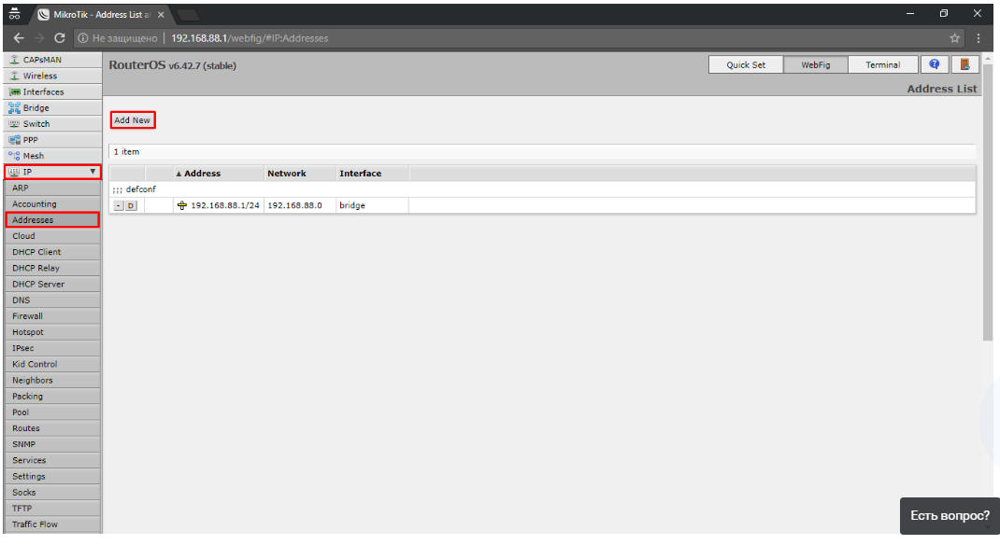 MikroTik - Address List at
Не защищено | 192.168.88.1/webfig/#IP:Addresses
CAPsMAN
Wireless
Interfaces
Bridge
Switch
PPP
Mesh
IP
ARP
Accounting
Addresses
Cloud
DHCP Client
DHCP Relay
DHCP Server
DNS
Firewall
Hotspot
IPsec
Kid Control
Neighbors
Packing
Pool
Routes
SNMP
Services
Settings
Socks
TFTP
Traffic Flow
RouterOS v6.42.7 (stable)
Quick Set WebFig Terminal
Address List
Add New
1 item
Address Network Interface
;;; defconf
- D 192.168.88.1/24 192.168.88.0 bridge
Есть вопрос?